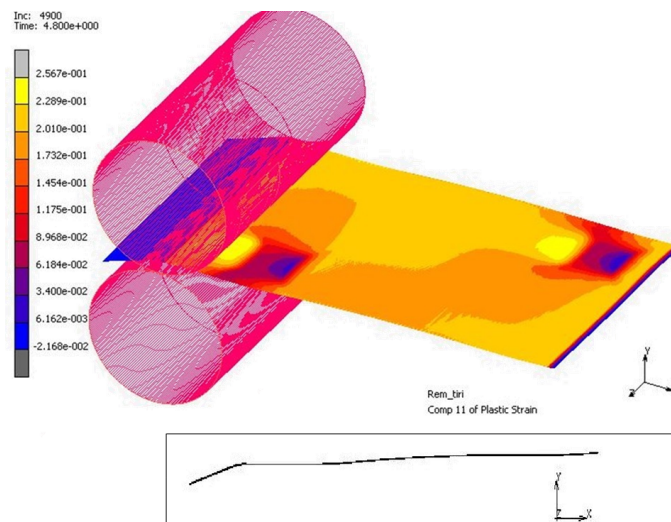 Inc: 4900
Time: 4.800e+000
2.567e-001
2.289e-001
2.010e-001
1.732e-001
1.454e-001
1.175e-001
8.968e-002
6.184e-002
3.400e-002
6.162e-003
-2.168e-002
Y
Z
Rem_tiri
Comp 11 of Plastic Strain
Y
Z X